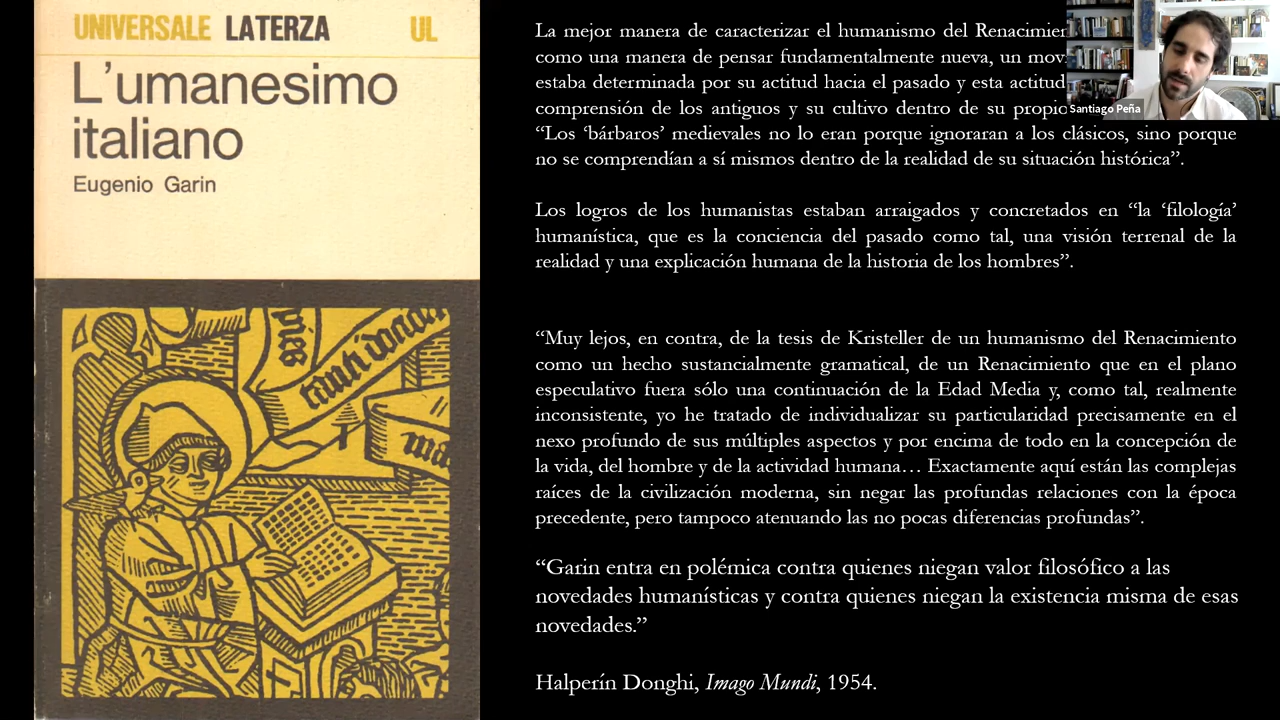 UNIVERSALE LATERZA UL
L’umanesimo
italiano
Eugenio Garin
La mejor manera de caracterizar el humanismo del
como una manera de pensar fundamentalmente nueva, un
estaba determinada por su actitud hacia el pasado y esta actitud
comprensión de los antiguos y su cultivo dentro de su
“Los ‘bárbaros’ medievales no lo eran porque ignoraran a los clásicos, sino porque
no se comprendían a sí mismos dentro de la realidad de su situación histórica”.
Los logros de los humanistas estaban arraigados y concretados en “la ‘filología’
humanística, que es la conciencia del pasado como tal, una visión terrenal de la
realidad y una explicación humana de la historia de los hombres”.
“Muy lejos, en contra, de la tesis de Kristeller de un humanismo del Renacimiento
como un hecho sustancialmente gramatical, de un Renacimiento que en el plano
especulativo fuera sólo una continuación de la Edad Media y, como tal, realmente
inconsistente, yo he tratado de individualizar su particularidad precisamente en el
nexo profundo de sus múltiples aspectos y por encima de todo en la concepción de
la vida, del hombre y de la actividad humana… Exactamente aquí están las complejas
raíces de la civilización moderna, sin negar las profundas relaciones con la época
precedente, pero tampoco atenuando las no pocas diferencias profundas”.
“Garin entra en polémica contra quienes niegan valor filosófico a las
novedades humanísticas y contra quienes niegan la existencia misma de esas
novedades.”
Halperín Donghi, Imago Mundi, 1954.
Santiago Peña